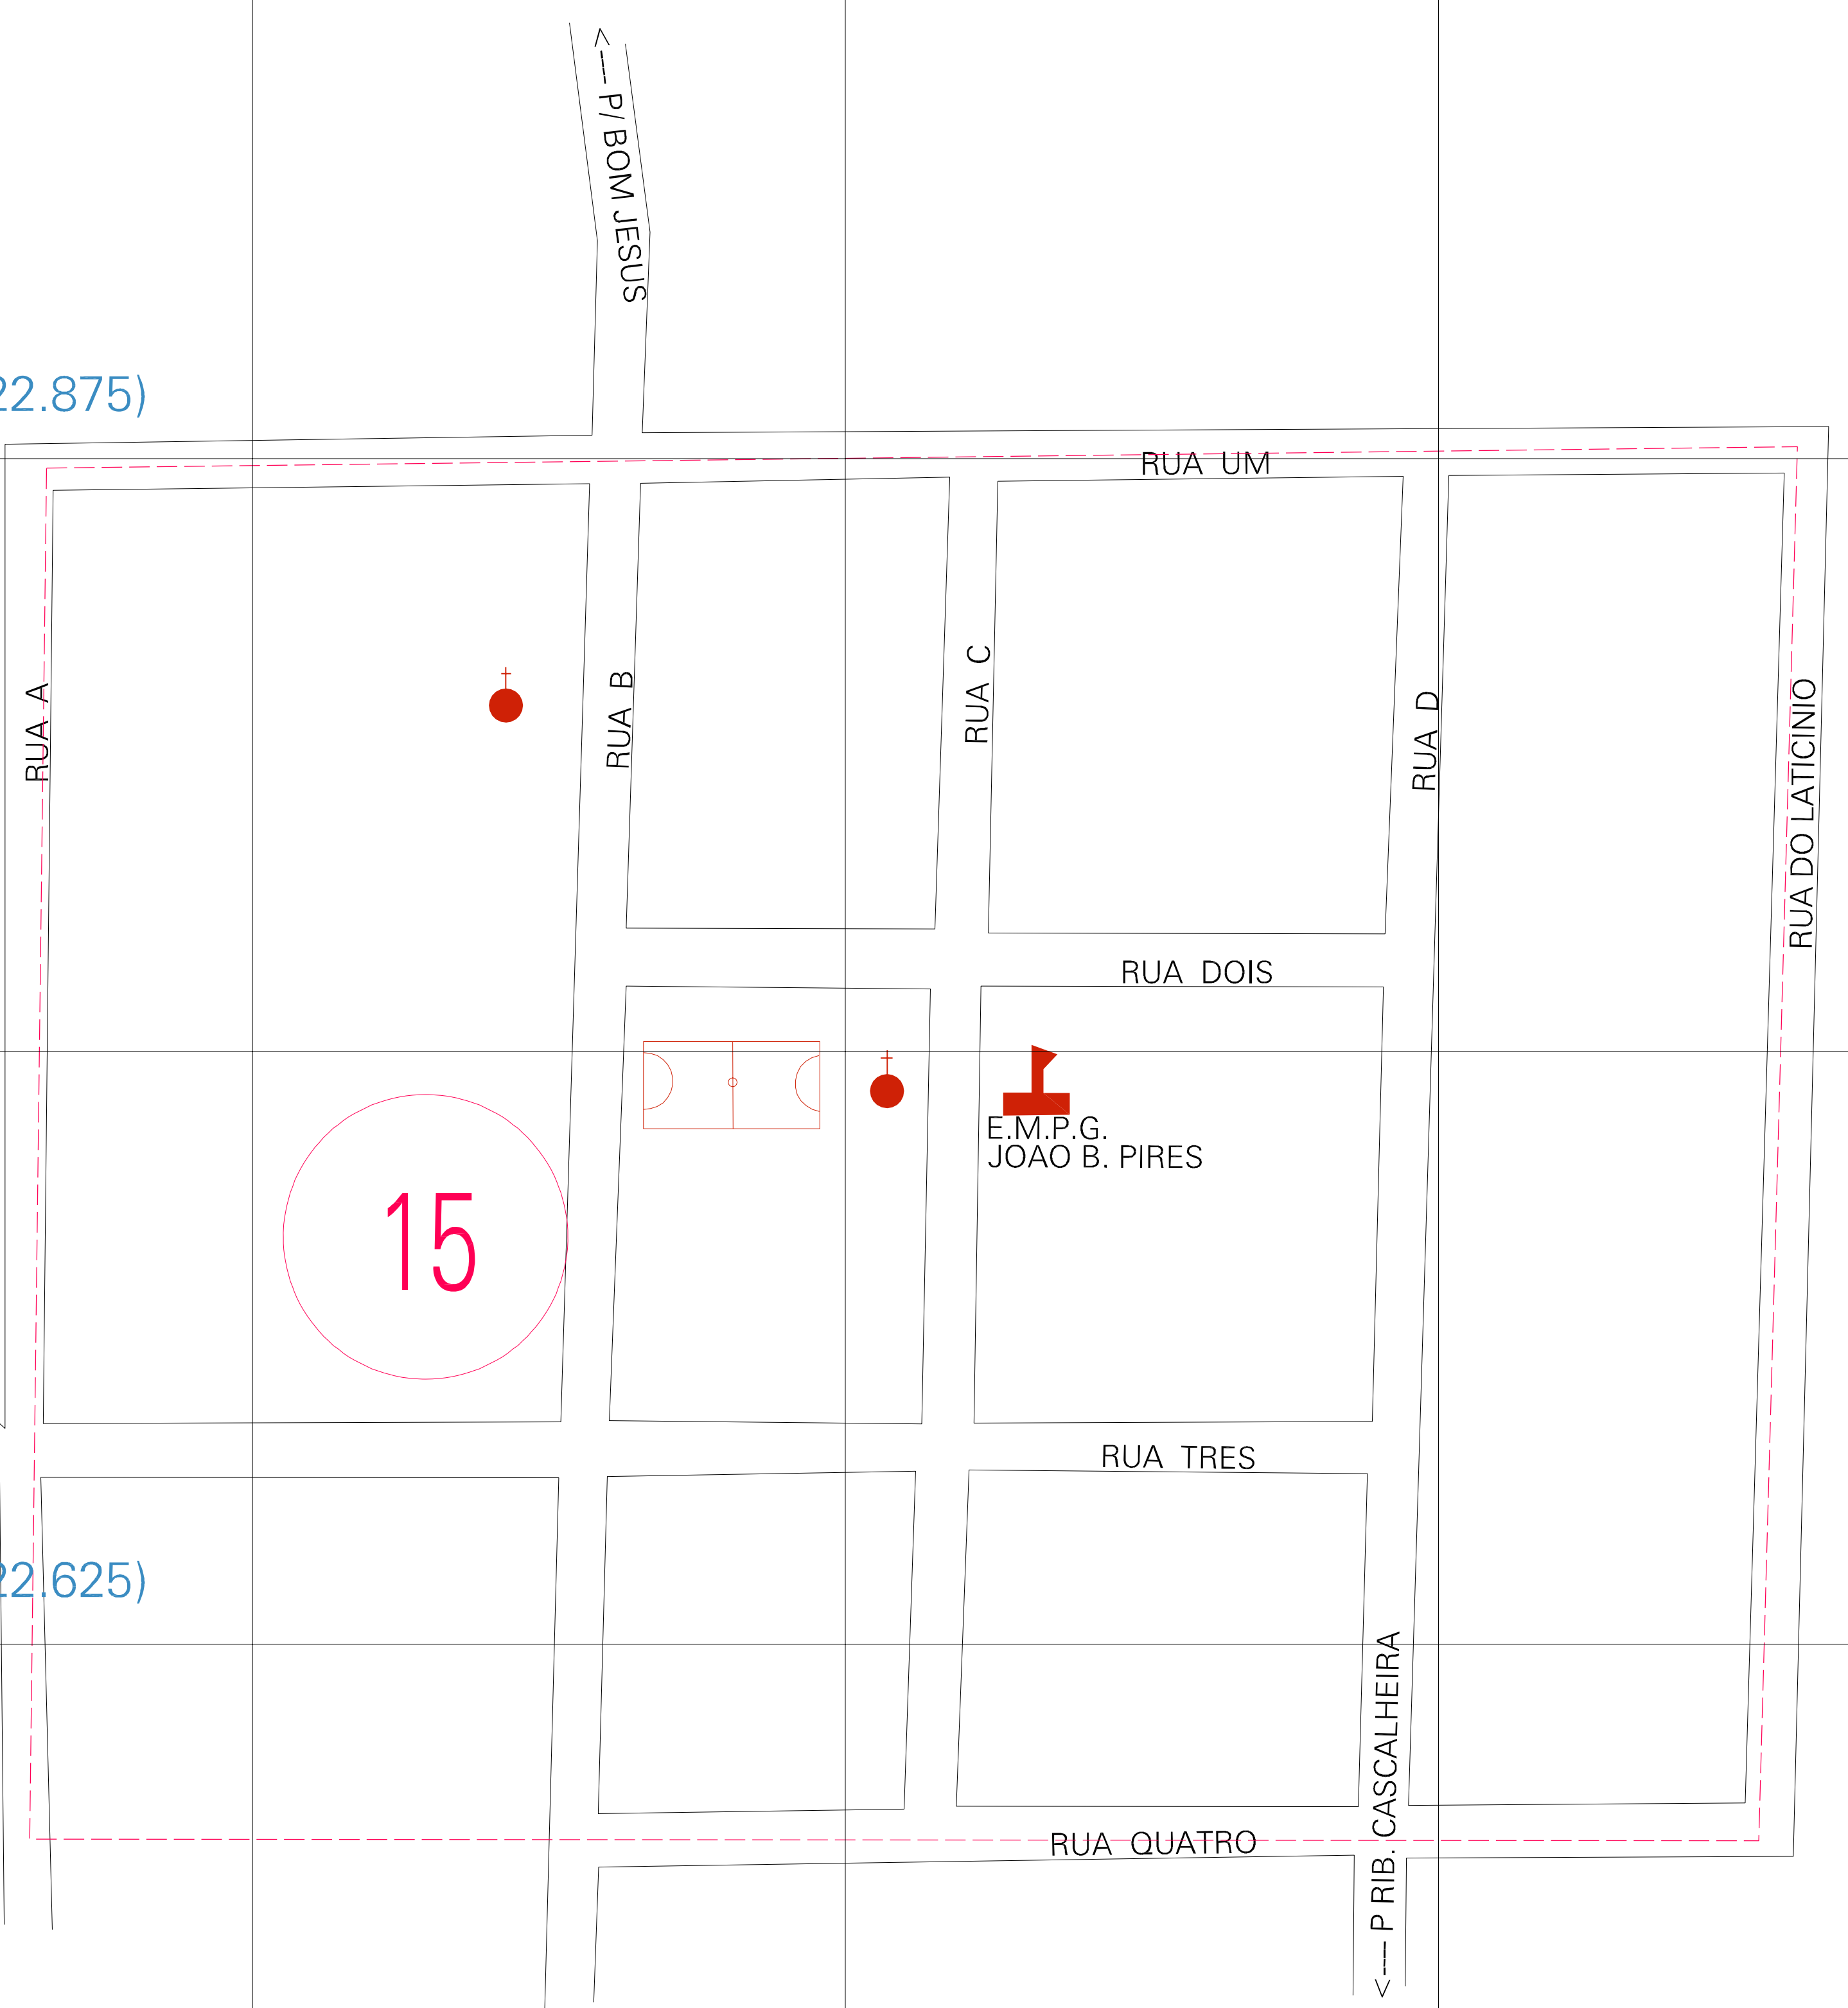 <---- P/ BOM JESUS
22.875)
RUA UM
RUA A
RUA B
RUA C
RUA D
RUA DO LATICINIO
RUA DOIS
E.M.P.G.
JOAO B. PIRES
15
RUA TRES
22.625)
RUA QUATRO
<---- P RIB. CASCALHEIRA